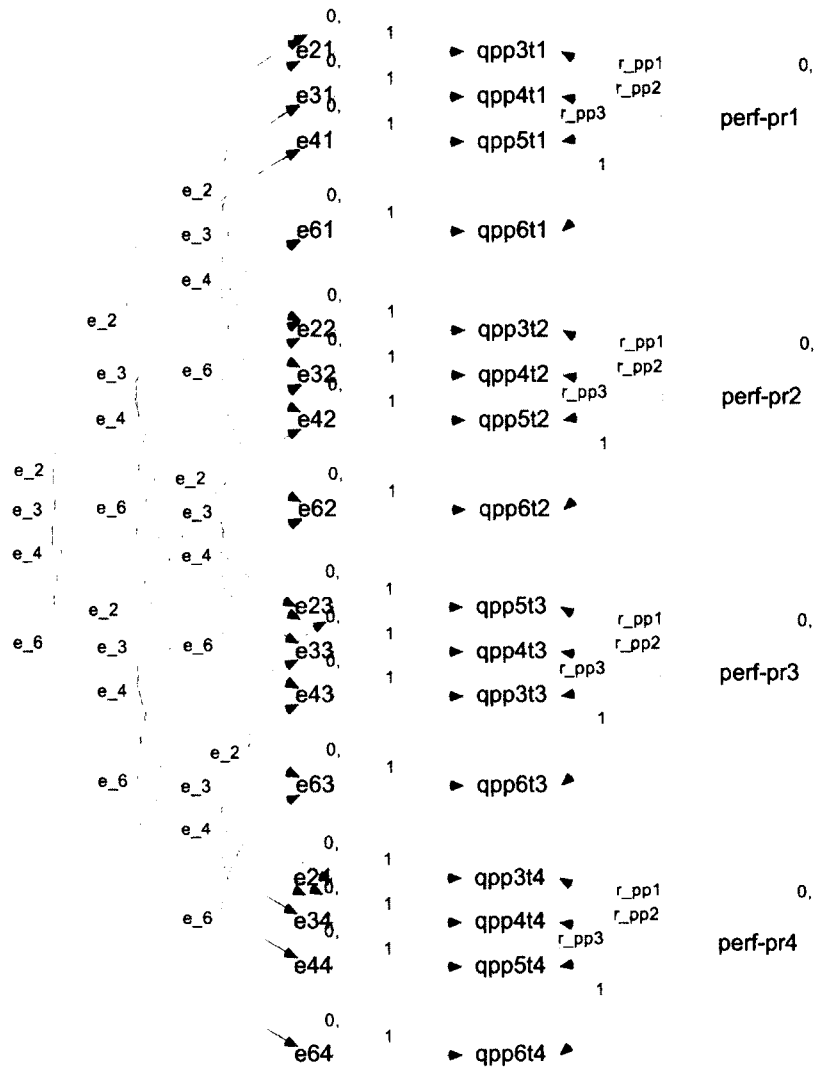 0,
1
e21 qpp3t1
0, r_pp1 0,
1
e31 qpp4t1 r_pp2
0, r_pp3
1 perf-pr1
e41 qpp5t1
1
e_2 0,
1
e_3 e61 qpp6t1
e_4
0,
1
e_2 e22 qpp3t2
0, r_pp1 0,
1
e_3 e_6 e32 qpp4t2 r_pp2
0, r_pp3
1 perf-pr2
e_4 e42 qpp5t2
1
e_2 e_2 0,
1
e_3 e_6 e_3 e62 qpp6t2
e_4 e_4
0,
1
e_2 e23 qpp5t3
0, r_pp1 0,
1
e_6 e_3 e_6 e33 qpp4t3 r_pp2
0, r_pp3
1 perf-pr3
e_4 e43 qpp3t3
1
e_2 0,
1
e_6 e_3 e63 qpp6t3
e_4
0,
1
e24 qpp3t4
0, r_pp1 0,
1
e_6 e34 qpp4t4 r_pp2
0, r_pp3
1 perf-pr4
e44 qpp5t4
1
0,
1
e64 qpp6t4